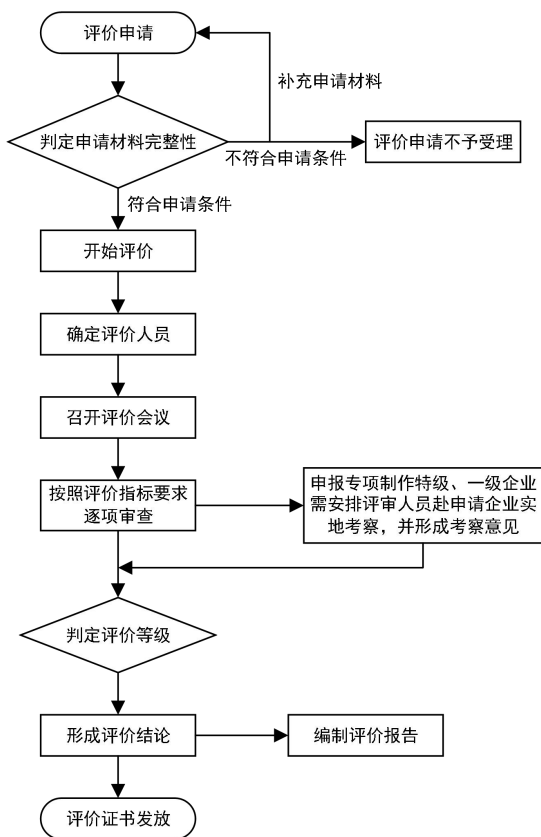 评价申请
补充申请材料
判定申请材料完整性
评价申请不予受理
不符合申请条件
符合申请条件
开始评价
确定评价人员
召开评价会议
按照评价指标要求
逐项审查
申报专项制作特级、一级企业
需安排评审人员赴申请企业实
地考察，并形成考察意见
判定评价等级
形成评价结论
编制评价报告
评价证书发放